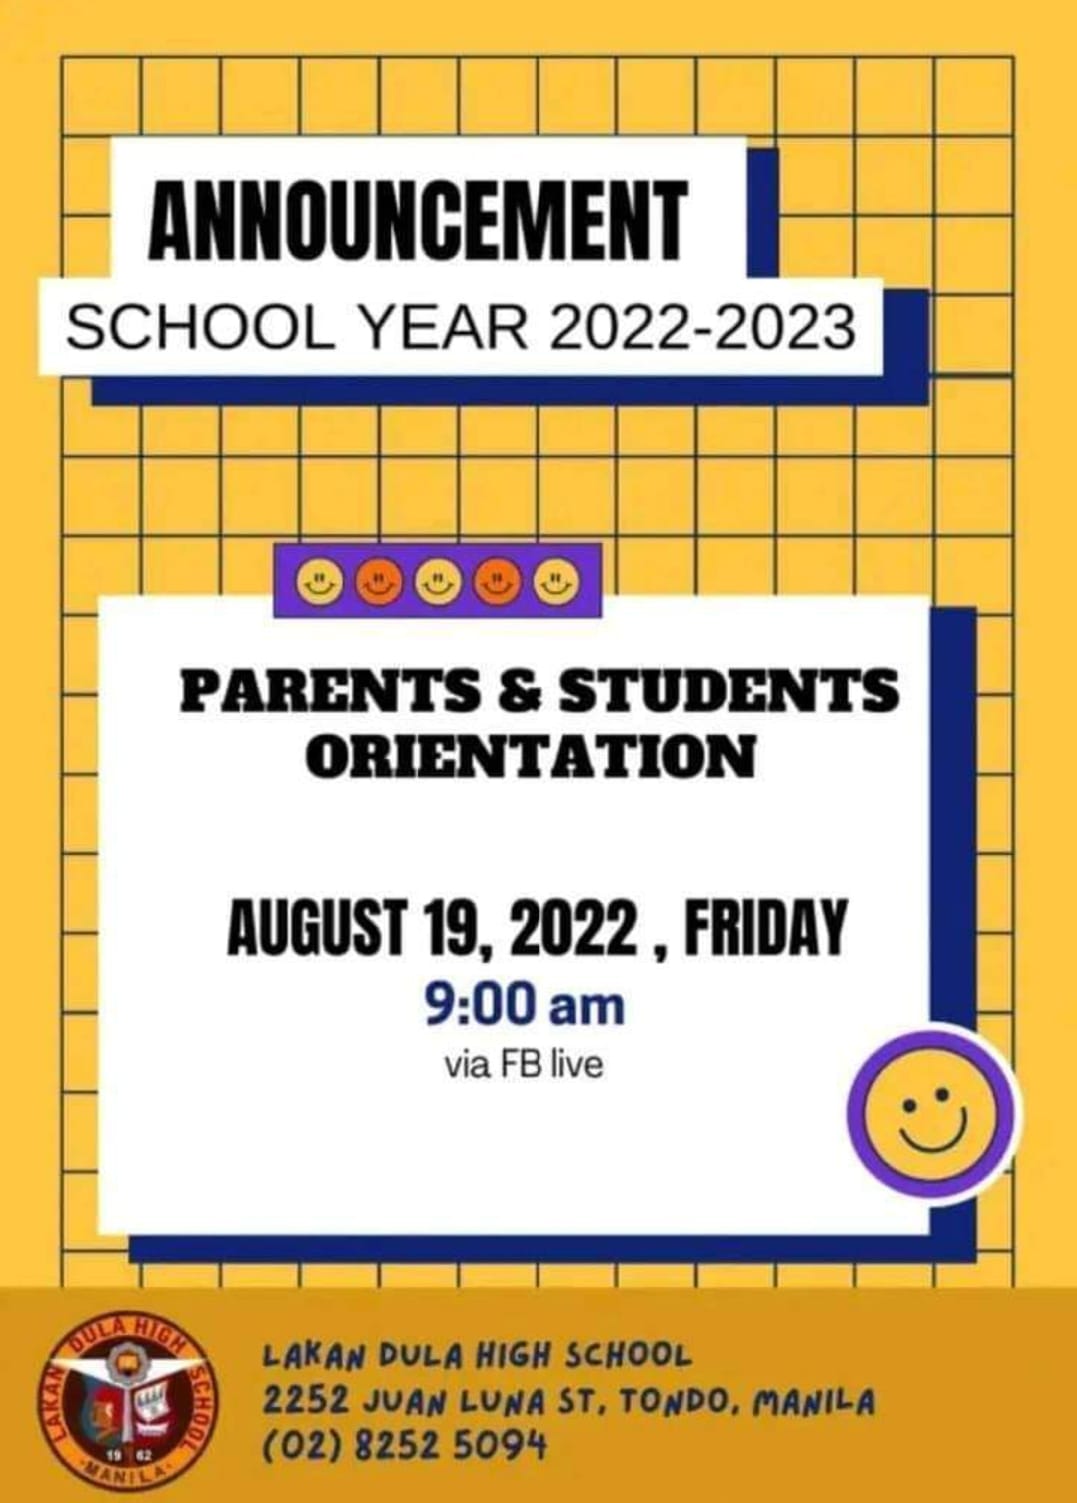 ANNOUNCEMENT
SCHOOL YEAR 2022-2023
PARENTS & STUDENTS
ORIENTATION
AUGUST 19, 2022 , FRIDAY
9:00 am
via FB live
LAKAN DULA HIGH SCHOOL
19 62
·MANILA·
LAKAN DULA HIGH SCHOOL
2252 JUAN LUNA ST, TONDO, MANILA
(02) 8252 5094